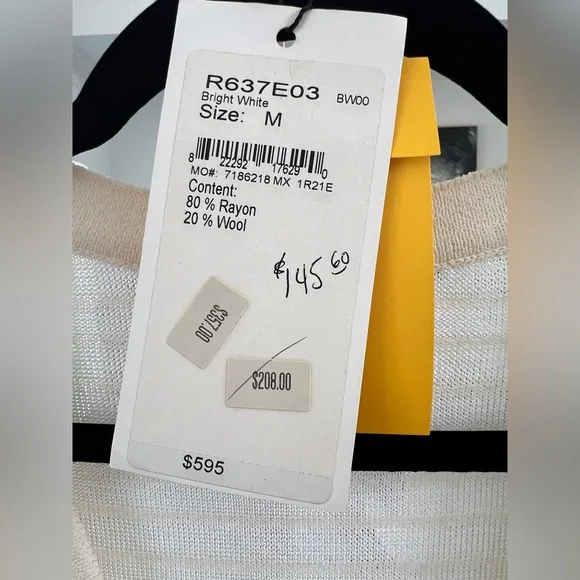 R637E03
Bright White BW00
Size: M
8 22292 17629 0
MO#: 7186218 MX 1R21E
Content:
80 % Rayon
20 % Wool
$145.60
$357.00
$208.00
$595